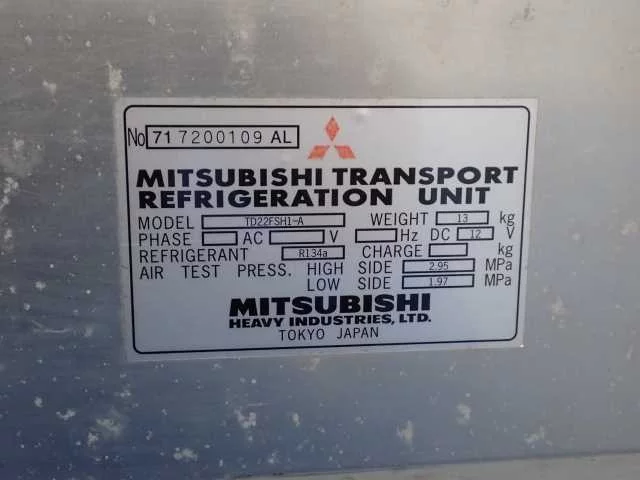 No 71 7200109 AL
MITSUBISHI TRANSPORT
REFRIGERATION UNIT
MODEL TD22FSH1-A WEIGHT 13 kg
PHASE AC V Hz DC 12 V
REFRIGERANT R134a CHARGE kg
AIR TEST PRESS. HIGH SIDE 2.95 MPa
LOW SIDE 1.97 MPa
MITSUBISHI
HEAVY INDUSTRIES, LTD.
TOKYO JAPAN